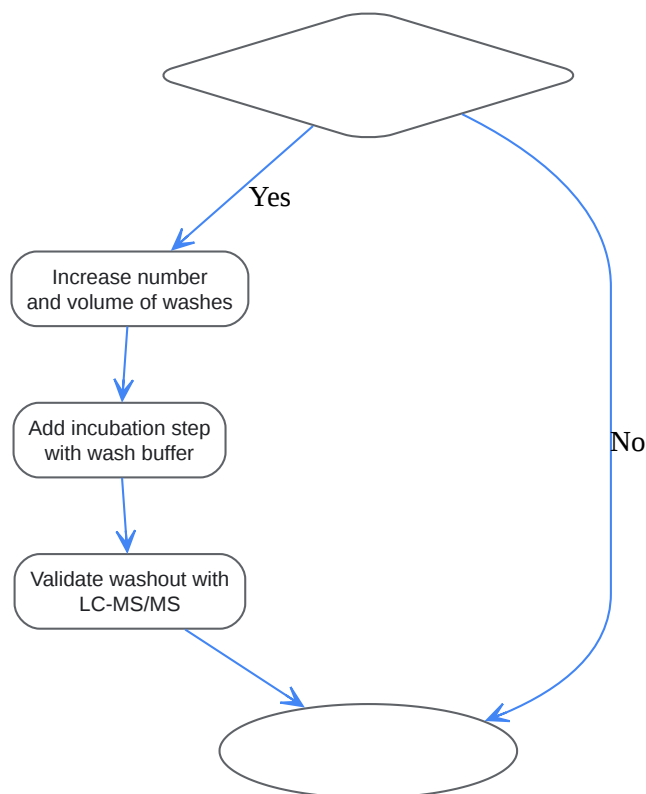 Yes
Increase number
and volume of washes
Add incubation step
with wash buffer
No
Validate washout with
LC-MS/MS